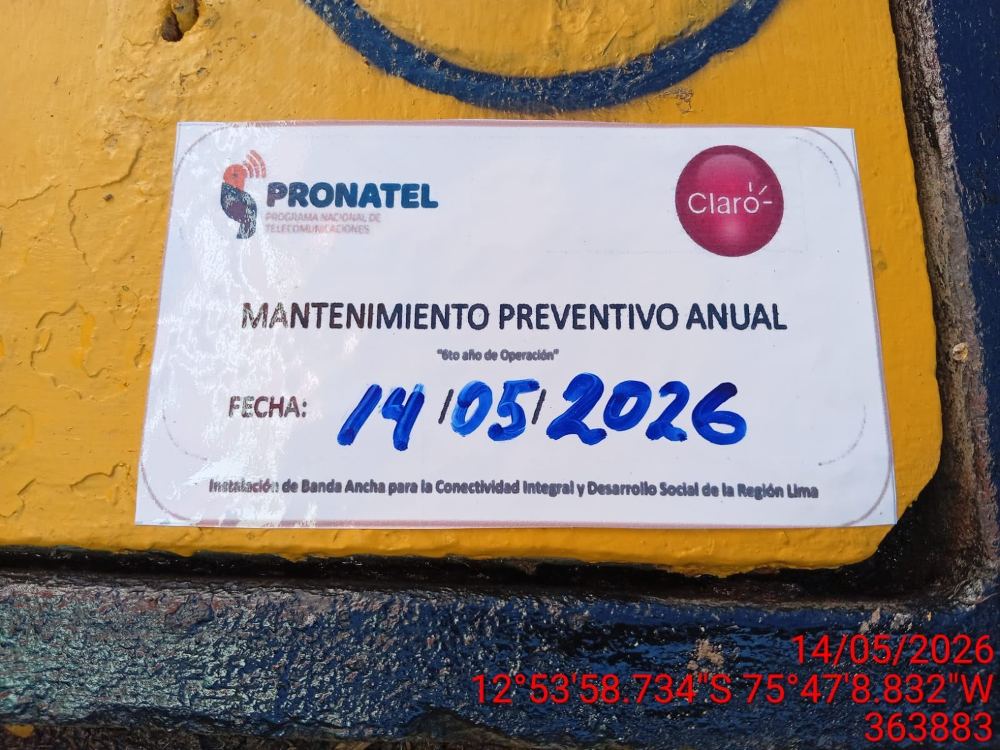 PRONATEL
PROGRAMA NACIONAL DE
TELECOMUNICACIONES
Claro
MANTENIMIENTO PREVENTIVO ANUAL
"6to año de Operación"
FECHA: 14/05/2026
Instalación de Banda Ancha para la Conectividad Integral y Desarrollo Social de la Región Lima
14/05/2026
12°53'58.734"S 75°47'8.832"W
363883